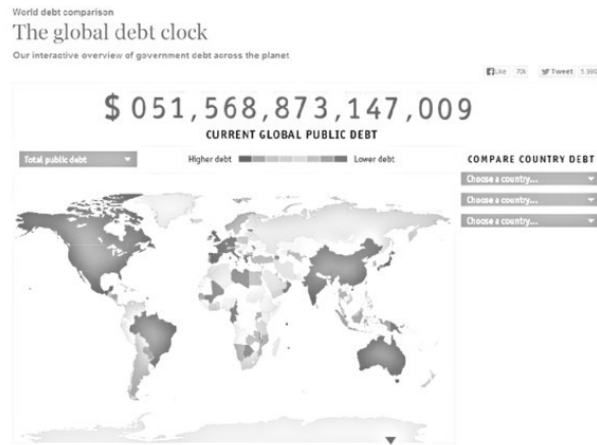 World debt comparison
The global debt clock
Our interactive overview of government debt across the planet
Like 70k Tweet 5.390
$ 051,568,873,147,009
CURRENT GLOBAL PUBLIC DEBT
Total public debt
Higher debt Lower debt
COMPARE COUNTRY DEBT
Choose a country...
Choose a country...
Choose a country...